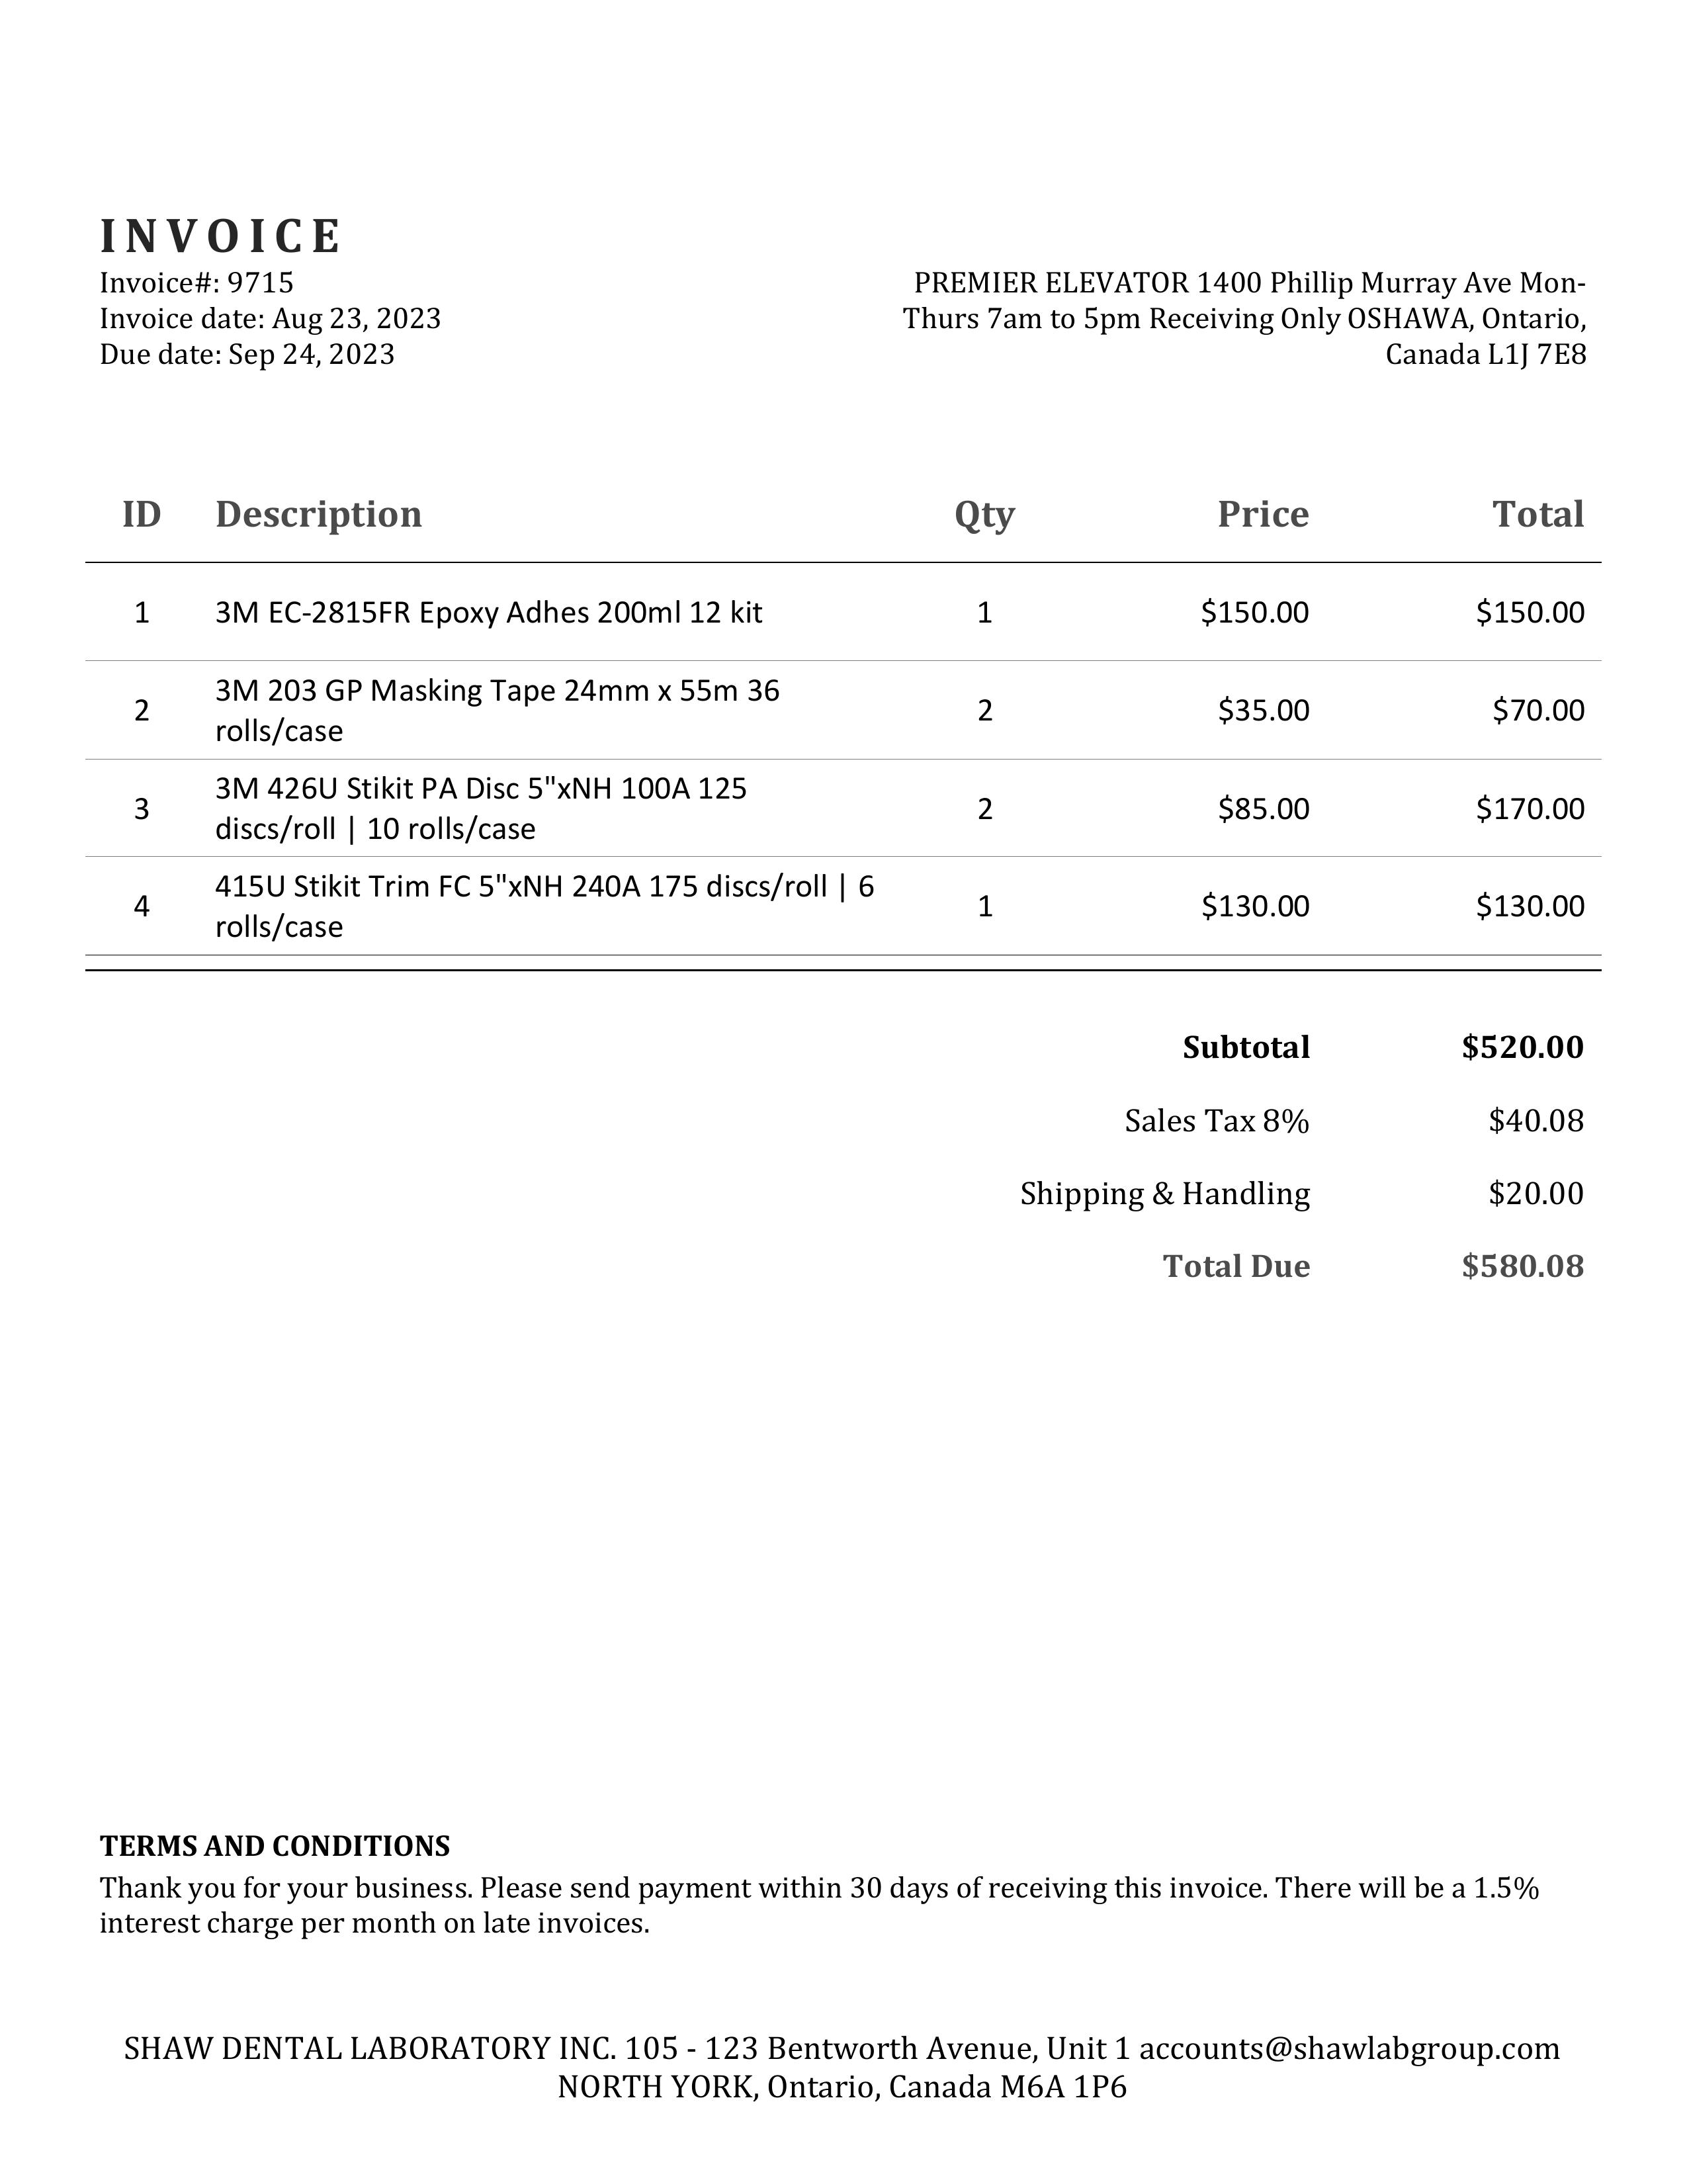 INVOICE
Invoice#: 9715
Invoice date: Aug 23, 2023
Due date: Sep 24, 2023
PREMIER ELEVATOR 1400 Phillip Murray Ave Mon-
Thurs 7am to 5pm Receiving Only OSHAWA, Ontario,
Canada L1J 7E8
ID Description Qty Price Total
1 3M EC-2815FR Epoxy Adhes 200ml 12 kit 1 $150.00 $150.00
2 3M 203 GP Masking Tape 24mm x 55m 36
rolls/case 2 $35.00 $70.00
3 3M 426U Stikit PA Disc 5"xNH 100A 125
discs/roll | 10 rolls/case 2 $85.00 $170.00
4 415U Stikit Trim FC 5"xNH 240A 175 discs/roll | 6
rolls/case 1 $130.00 $130.00
Subtotal $520.00
Sales Tax 8% $40.08
Shipping & Handling $20.00
Total Due $580.08
TERMS AND CONDITIONS
Thank you for your business. Please send payment within 30 days of receiving this invoice. There will be a 1.5%
interest charge per month on late invoices.
SHAW DENTAL LABORATORY INC. 105 - 123 Bentworth Avenue, Unit 1 accounts@shawlabgroup.com
NORTH YORK, Ontario, Canada M6A 1P6